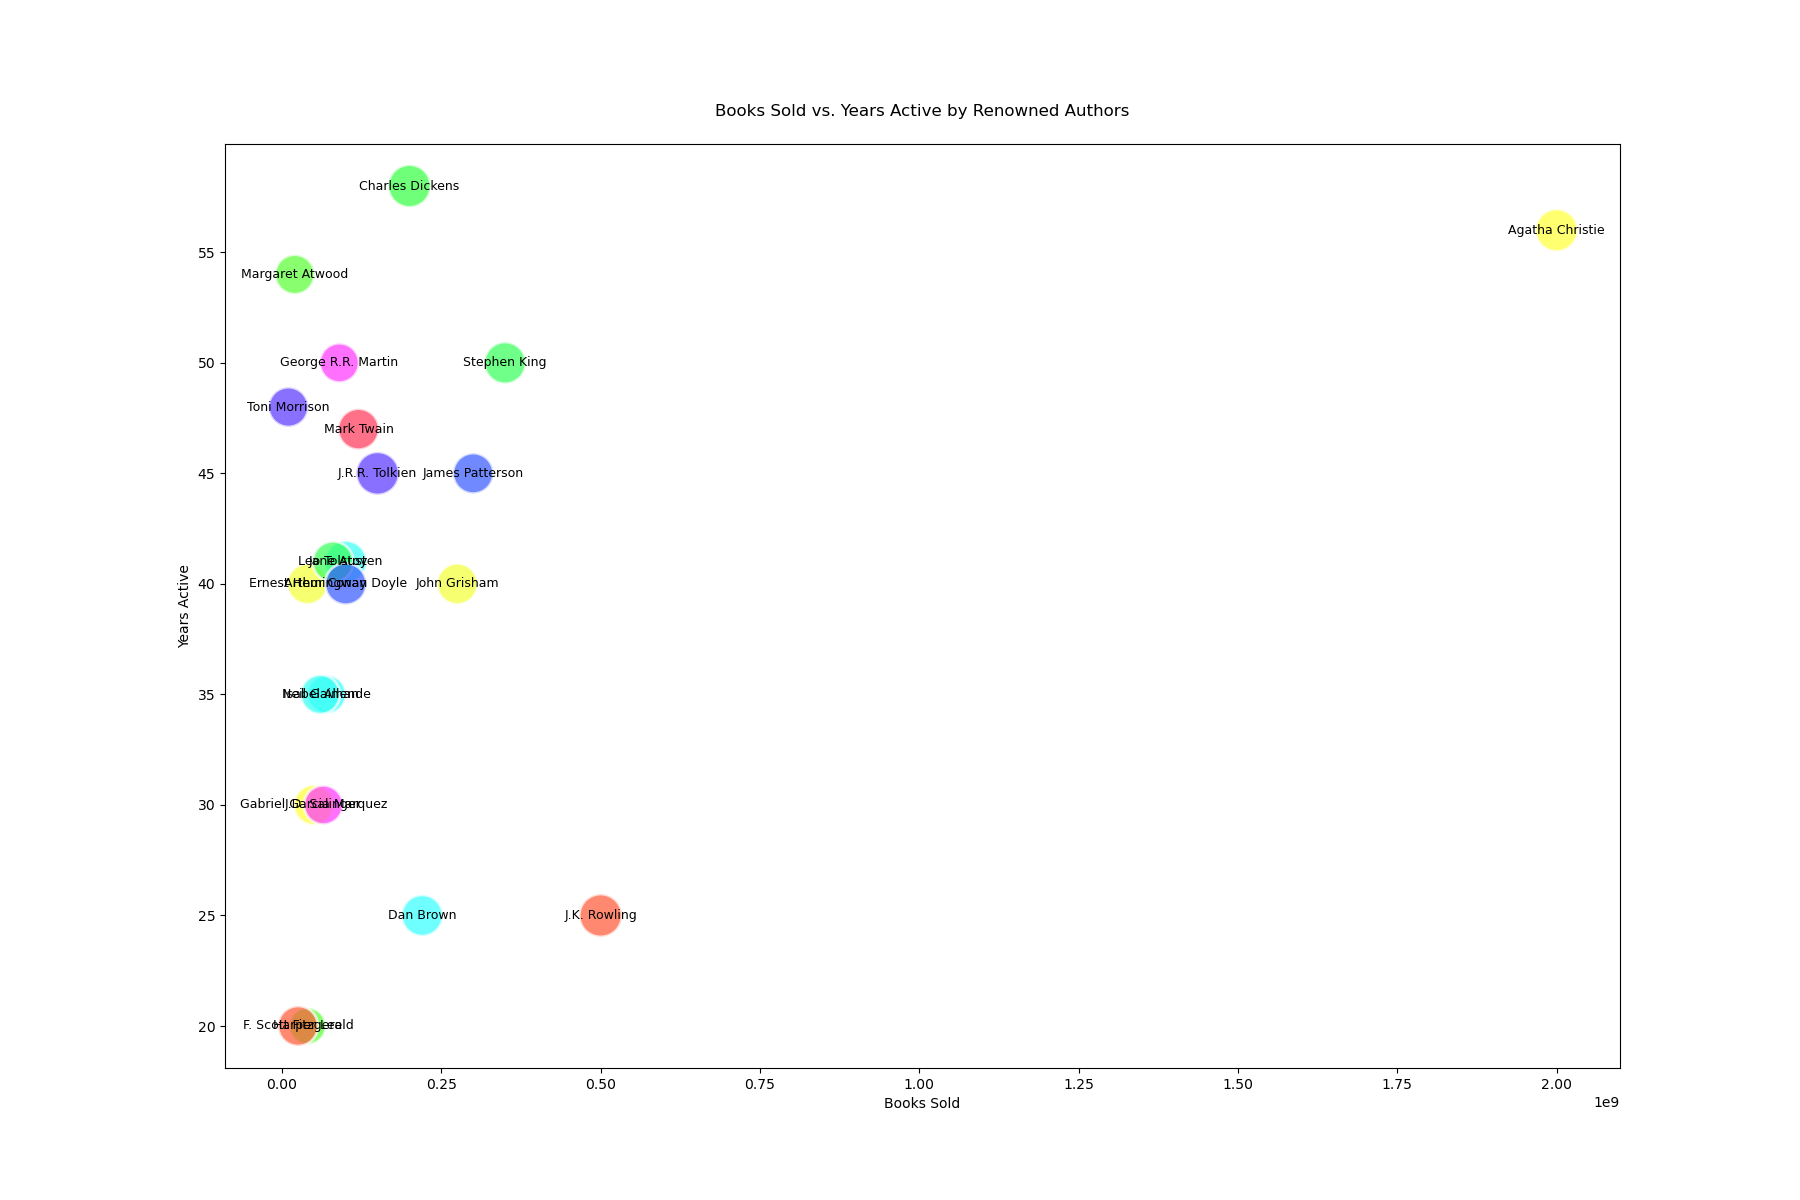 Books Sold vs. Years Active by Renowned Authors
Charles Dickens
Agatha Christie
55
Margaret Atwood
50
George R.R. Martin
Stephen King
Toni Morrison
Mark Twain
45
J.R.R. Tolkien
James Patterson
Leo Tolstoy
Jane Austen
40
Ernest Hemingway
Arthur Conan Doyle
John Grisham
Years Active
35
Neil Gaiman
Isabel Allende
30
Gabriel Garcia Marquez
J.D. Salinger
25
Dan Brown
J.K. Rowling
20
F. Scott Fitzgerald
Harper Lee
0.00 0.25 0.50 0.75 1.00 1.25 1.50 1.75 2.00
Books Sold
1e9